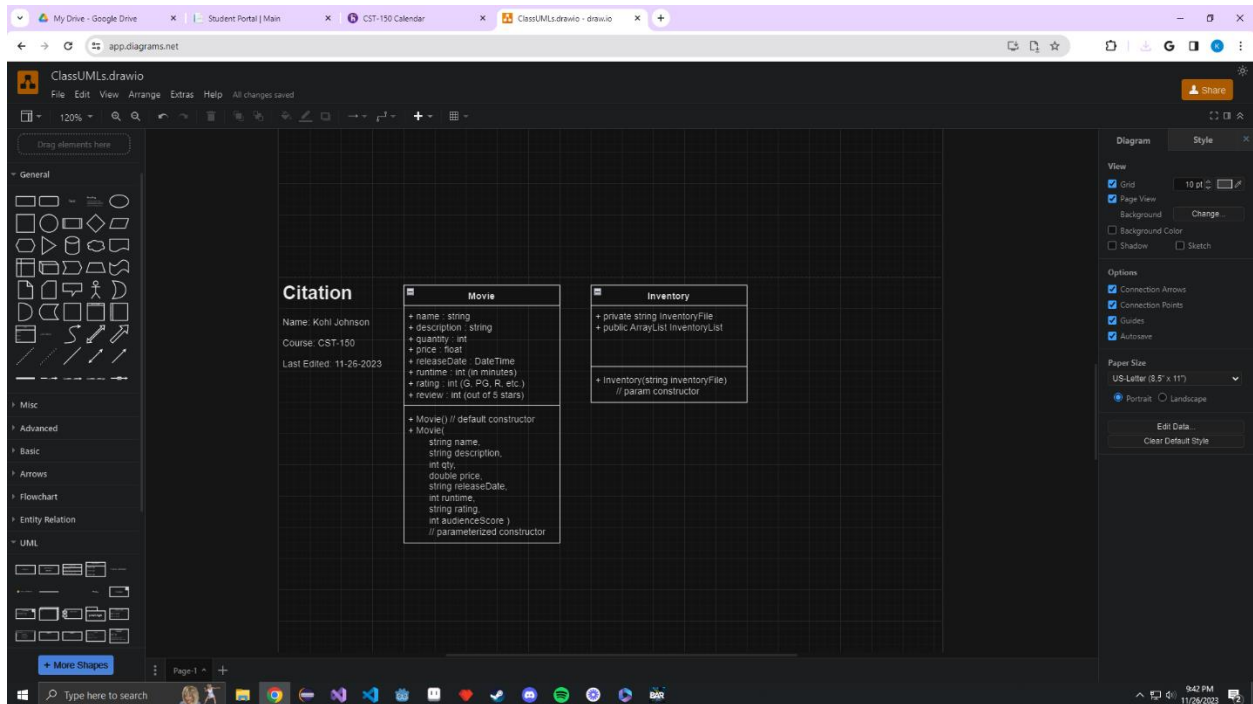 My Drive - Google Drive
Student Portal | Main
CST-150 Calendar
ClassUMLs.drawio - draw.io
app.diagrams.net
ClassUMLs.drawio
File Edit View Arrange Extras Help All changes saved
Share
120%
Drag elements here
General
Misc
Advanced
Basic
Arrows
Flowchart
Entity Relation
UML
+ More Shapes
Citation
Name: Kohl Johnson
Course: CST-150
Last Edited: 11-26-2023
Movie
+ name : string
+ description : string
+ quantity : int
+ price : float
+ releaseDate : DateTime
+ runtime : int (in minutes)
+ rating : int (G, PG, R, etc.)
+ review : int (out of 5 stars)
+ Movie() // default constructor
+ Movie(
string name,
string description,
int qty,
double price,
string releaseDate,
int runtime,
string rating,
int audienceScore )
// parameterized constructor
Inventory
+ private string InventoryFile
+ public ArrayList InventoryList
+ Inventory(string inventoryFile)
// param constructor
Diagram Style
View
Grid 10 pt
Page View
Background Change...
Background Color
Shadow Sketch
Options
Connection Arrows
Connection Points
Guides
Autosave
Paper Size
US-Letter (8.5" x 11")
Portrait Landscape
Edit Data...
Clear Default Style
Page-1
Type here to search
BAR
9:42 PM
11/26/2023